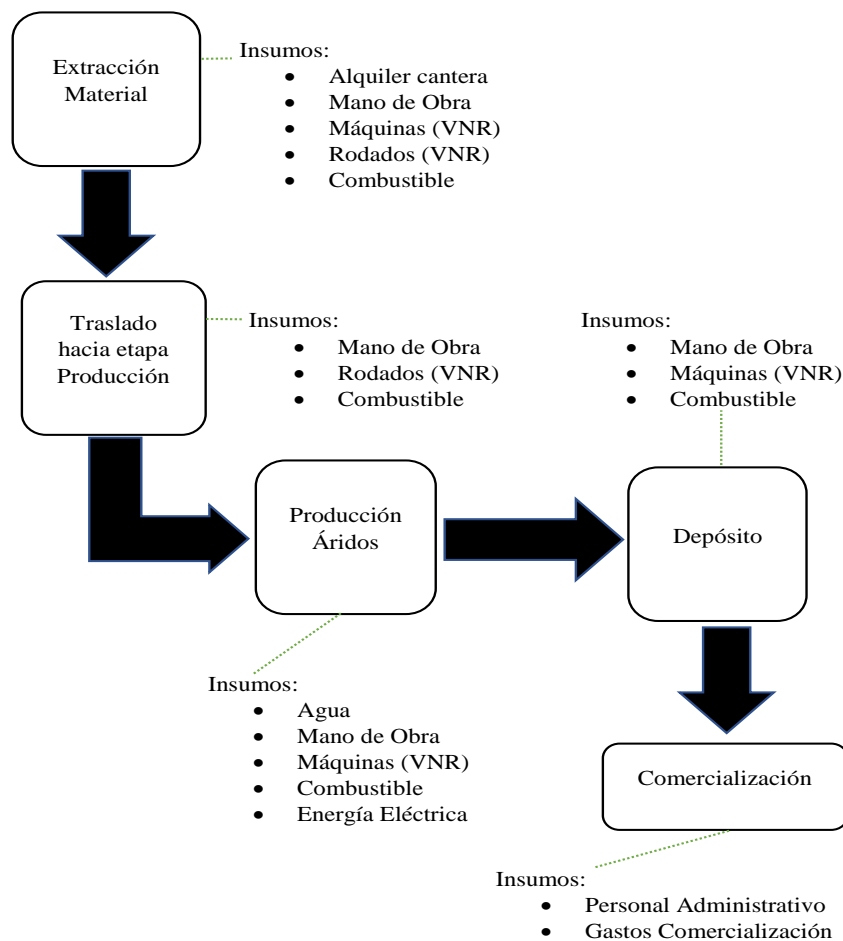 Extracción
Material
Insumos:
• Alquiler cantera
• Mano de Obra
• Máquinas (VNR)
• Rodados (VNR)
• Combustible
Traslado
hacia etapa
Producción
Insumos:
• Mano de Obra
• Rodados (VNR)
• Combustible
Insumos:
• Mano de Obra
• Máquinas (VNR)
• Combustible
Producción
Áridos
Depósito
Insumos:
• Agua
• Mano de Obra
• Máquinas (VNR)
• Combustible
• Energía Eléctrica
Comercialización
Insumos:
• Personal Administrativo
• Gastos Comercialización